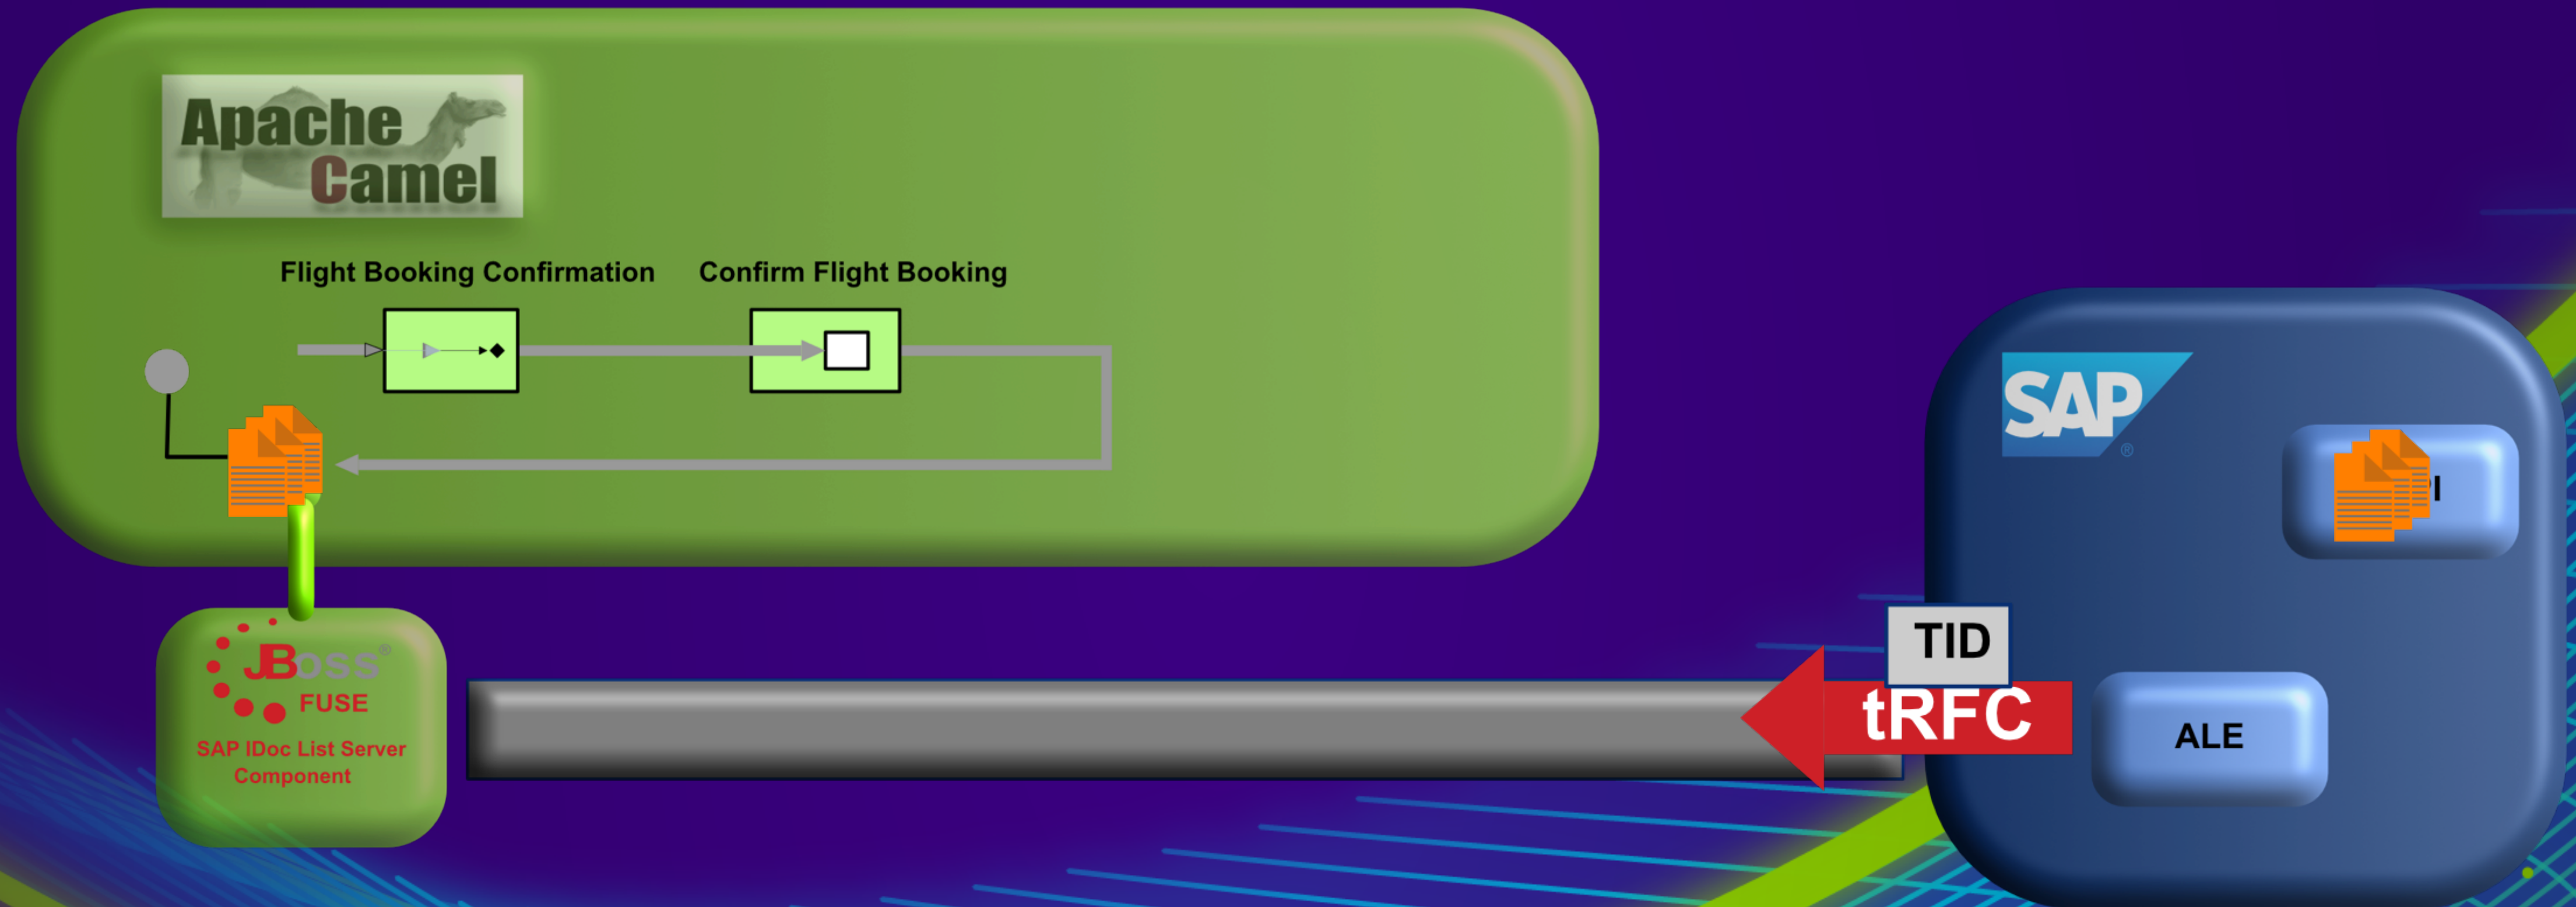 Apache
Camel
Flight Booking Confirmation
Confirm Flight Booking
SAP
®
TID
tRFC
ALE
JBoss®
FUSE
SAP IDoc List Server
Component